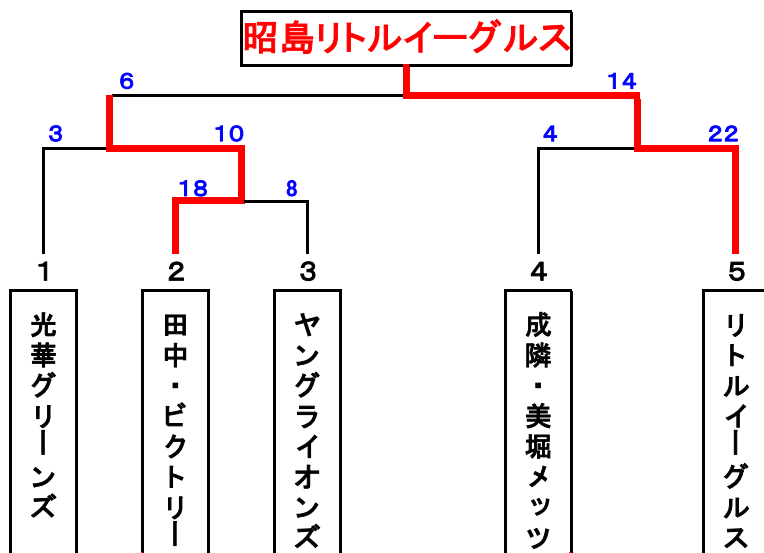 昭島リトルイーグルス
6 14
3 10 4 22
18 8
1 2 3 4 5
光華グリーンズ
田中・ビクトリー
ヤングライオンズ
成隣・美堀メッツ
リトルイーグルス